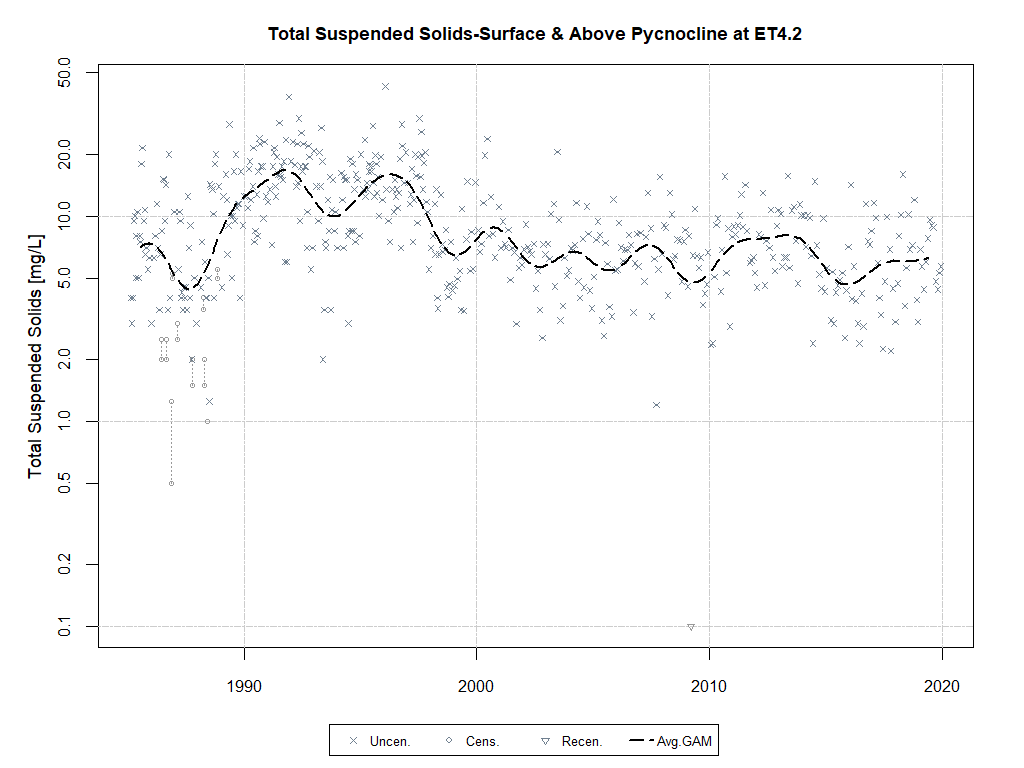 Total Suspended Solids-Surface & Above Pycnocline at ET4.2
Total Suspended Solids [mg/L]
50.0
20.0
10.0
5.0
2.0
1.0
0.5
0.2
0.1
1990 2000 2010 2020
Uncen. Cens. Recen. Avg.GAM